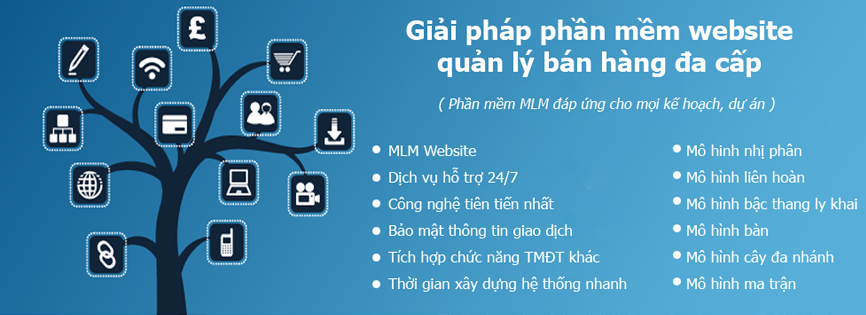 Giải pháp phần mềm website
quản lý bán hàng đa cấp
( Phần mềm MLM đáp ứng cho mọi kế hoạch, dự án )
MLM Website
Dịch vụ hỗ trợ 24/7
Công nghệ tiên tiến nhất
Bảo mật thông tin giao dịch
Tích hợp chức năng TMĐT khác
Thời gian xây dựng hệ thống nhanh
Mô hinh nhị phân
Mô hình liên hoàn
Mô hình bậc thang ly khai
Mô hình bàn
Mô hình cây đa nhánh
Mô hình ma trận
£